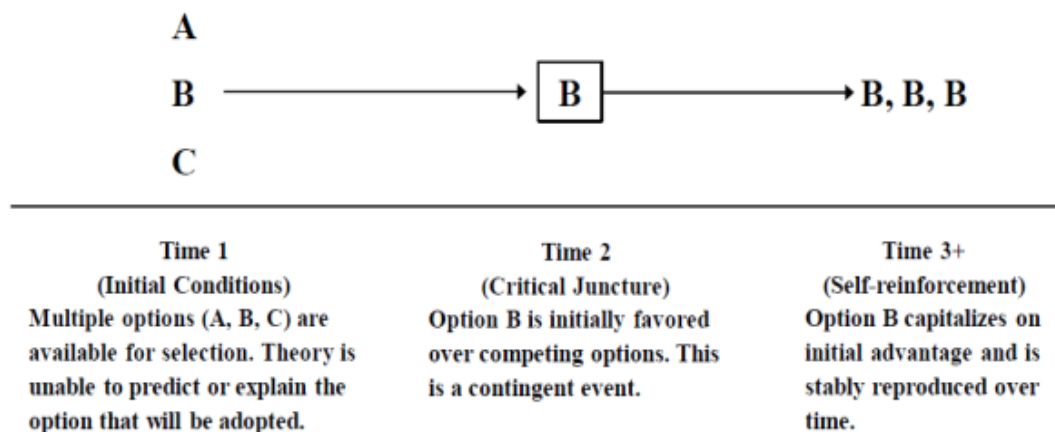 A
B
B
B, B, B
C
Time 1
(Initial Conditions)
Multiple options (A, B, C) are
available for selection. Theory is
unable to predict or explain the
option that will be adopted.
Time 2
(Critical Juncture)
Option B is initially favored
over competing options. This
is a contingent event.
Time 3+
(Self-reinforcement)
Option B capitalizes on
initial advantage and is
stably reproduced over
time.